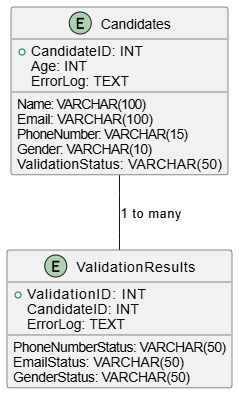 E Candidates
CandidateID: INT
Age: INT
ErrorLog: TEXT
Name: VARCHAR(100)
Email: VARCHAR(100)
PhoneNumber: VARCHAR(15)
Gender: VARCHAR(10)
ValidationStatus: VARCHAR(50)
1 to many
E ValidationResults
ValidationID: INT
CandidateID: INT
ErrorLog: TEXT
PhoneNumberStatus: VARCHAR(50)
EmailStatus: VARCHAR(50)
GenderStatus: VARCHAR(50)